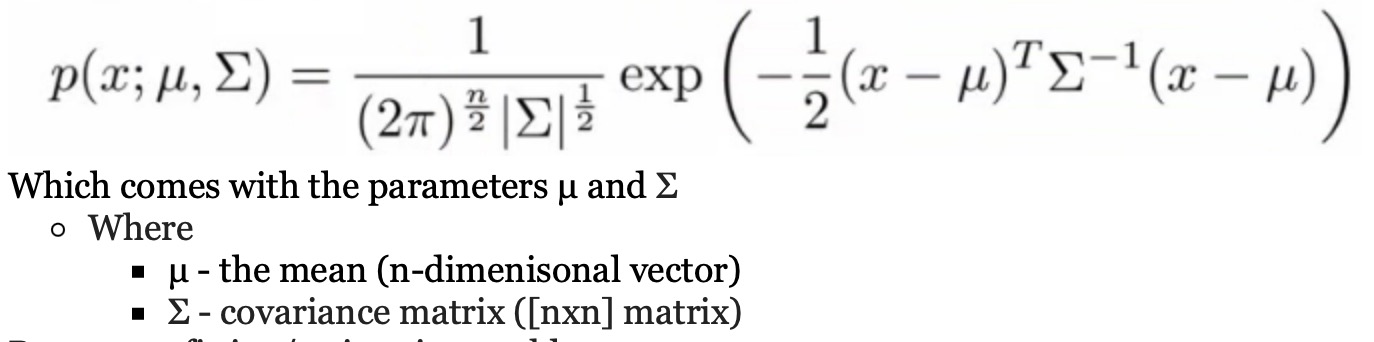 p(x; μ, Σ) = 1 / (2π)^{n/2} |Σ|^{1/2} exp ( −1/2 (x − μ)^T Σ^{−1} (x − μ) )
Which comes with the parameters μ and Σ
○ Where
▪ μ - the mean (n-dimenisonal vector)
▪ Σ - covariance matrix ([nxn] matrix)